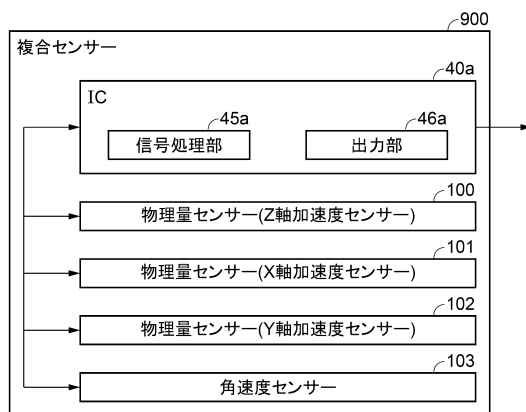 900
複合センサー
40a
IC
45a
46a
信号処理部
出力部
100
物理量センサー(Z軸加速度センサー)
101
物理量センサー(X軸加速度センサー)
102
物理量センサー(Y軸加速度センサー)
103
角速度センサー